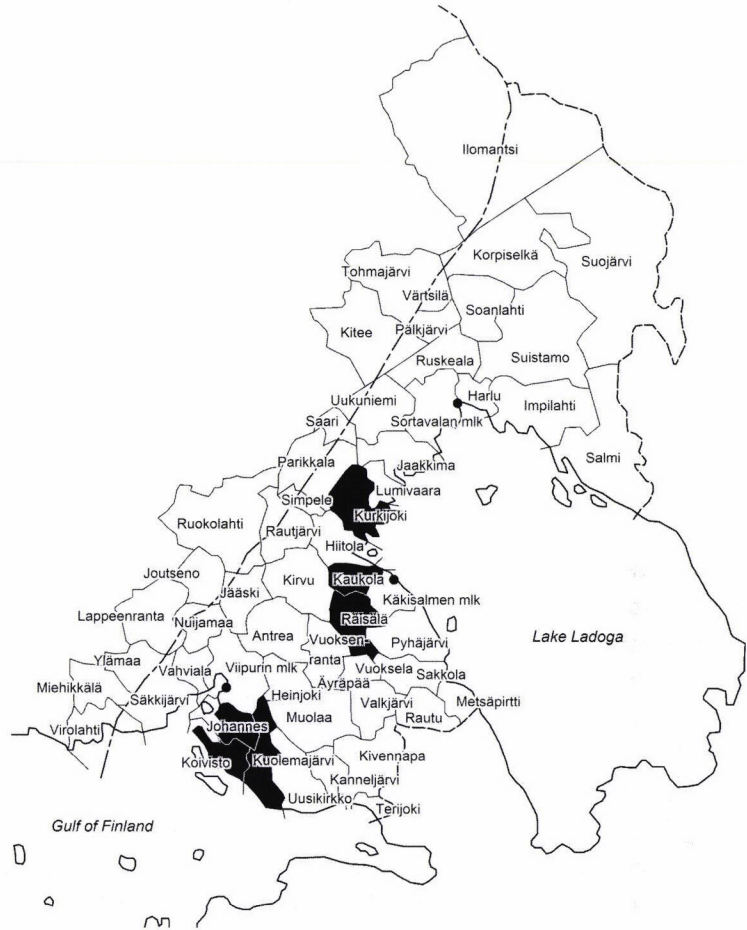 Ilomantsi
Korpiselkä
Suojärvi
Tohmajärvi
Värtsilä
Soanlahti
Kitee
Pälkjärvi
Ruskeala
Suistamo
Uukuniemi
Harlu
Impilahti
Saari
Sortavalan mlk
Salmi
Parikkala
Jaakkima
Lumivaara
Simpele
Kurkijoki
Ruokolahti
Rautjärvi
Hiitola
Joutseno
Jääski
Kirvu
Kaukola
Käkisalmen mlk
Lappeenranta
Nuijamaa
Räisälä
Antrea
Vuoksen-
ranta
Pyhäjärvi
Lake Ladoga
Ylämaa
Vahviala
Viipurin mlk
Vuoksela
Sakkola
Miehikkälä
Säkkijärvi
Heinjoki
Äyräpää
Valkjärvi
Metsäpirtti
Virolahti
Johannes
Muolaa
Rautu
Koivisto
Kuolemajärvi
Kivennapa
Kanneljärvi
Uusikirkko
Terijoki
Gulf of Finland